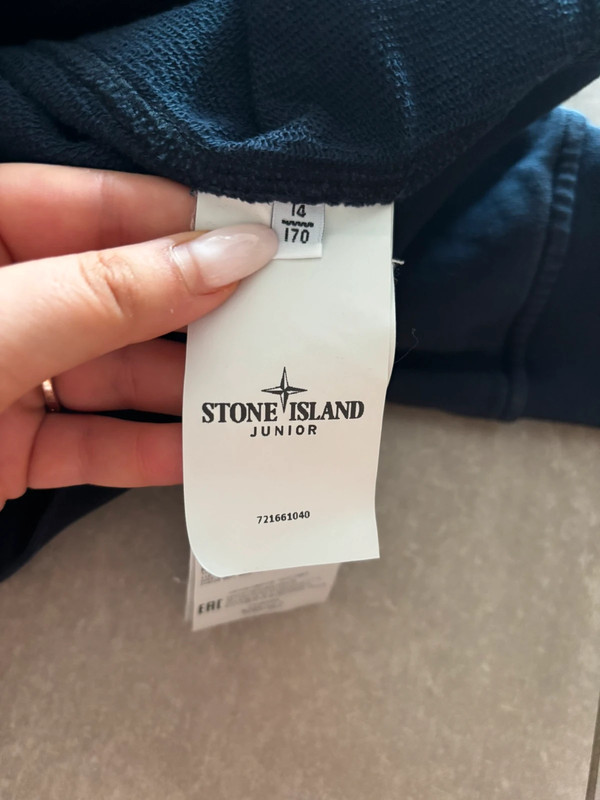 14
170
STONE ISLAND
JUNIOR
721661040
EAC